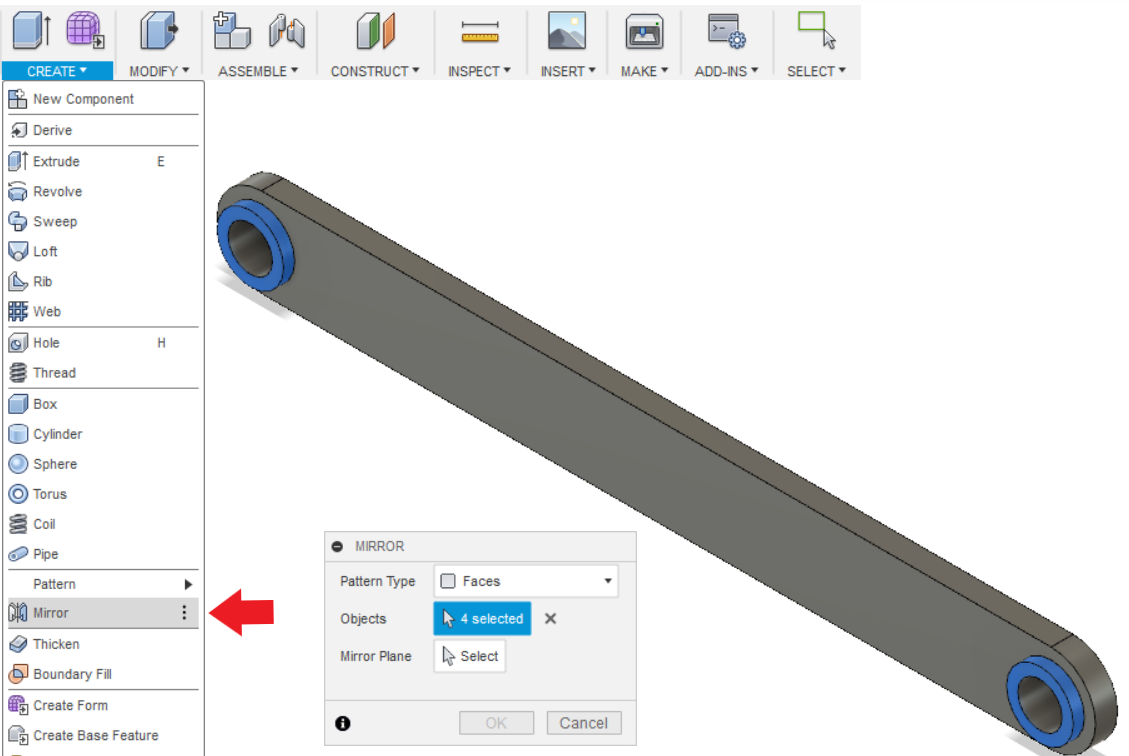 CREATE ▾ MODIFY ▾ ASSEMBLE ▾ CONSTRUCT ▾ INSPECT ▾ INSERT ▾ MAKE ▾ ADD-INS ▾ SELECT ▾
New Component
Derive
Extrude E
Revolve
Sweep
Loft
Rib
Web
Hole H
Thread
Box
Cylinder
Sphere
Torus
Coil
Pipe
Pattern
Mirror
Thicken
Boundary Fill
Create Form
Create Base Feature
MIRROR
Pattern Type Faces
Objects 4 selected
Mirror Plane Select
OK Cancel